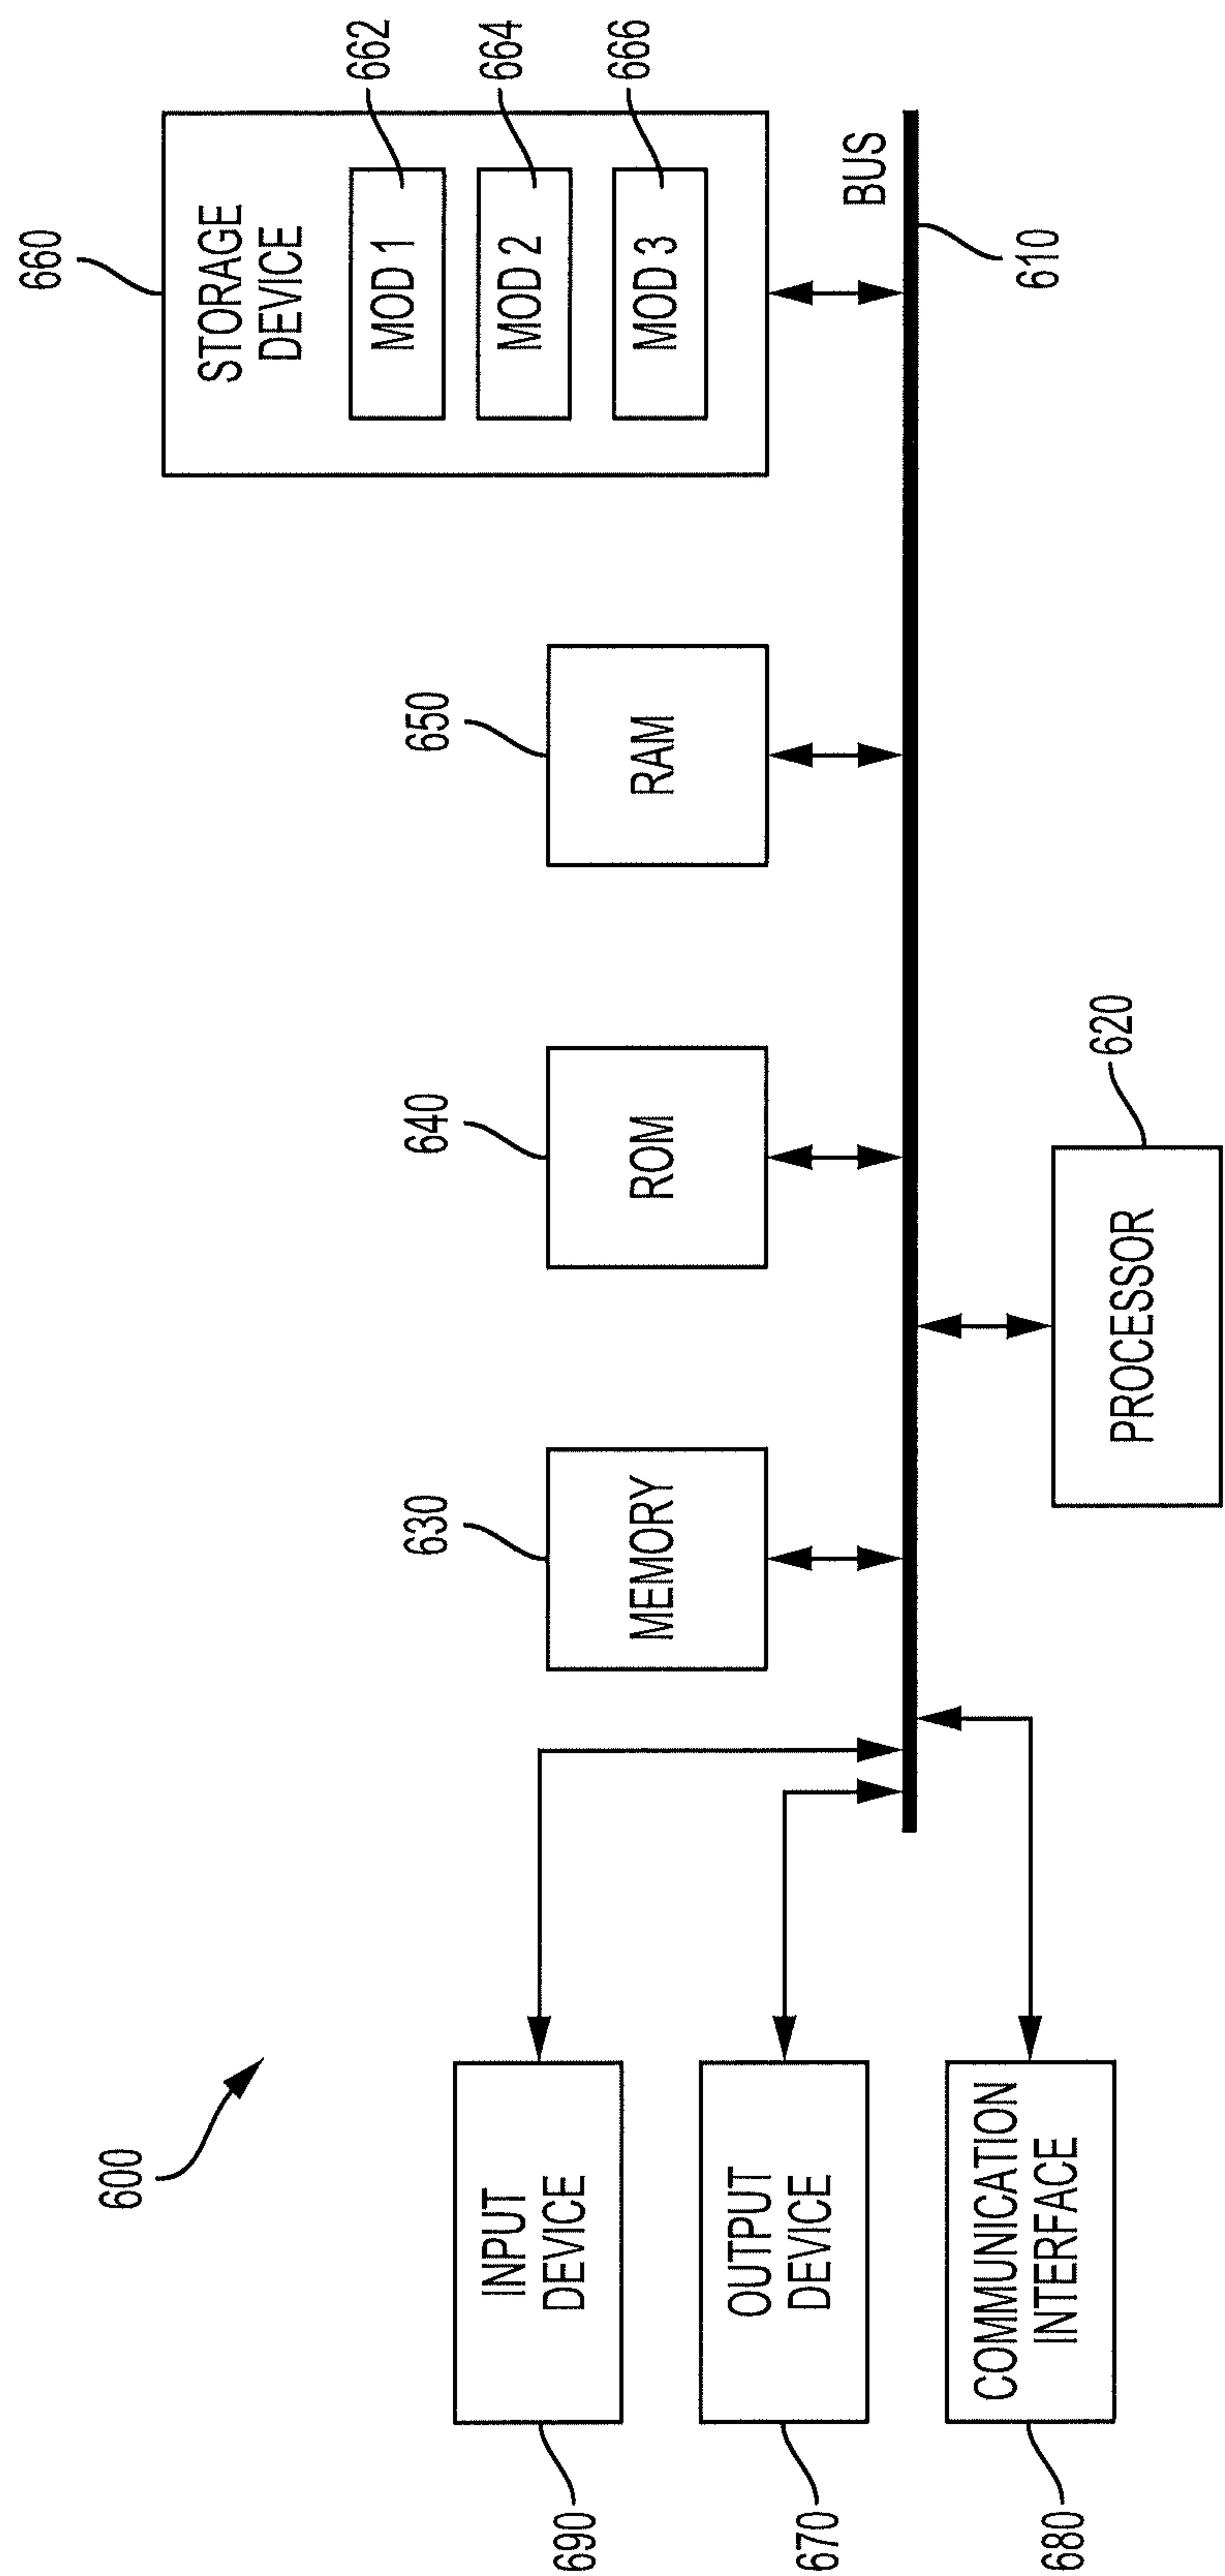 600
660
STORAGE
DEVICE
MOD 1
662
MOD 2
664
MOD 3
666
650
RAM
640
ROM
630
MEMORY
BUS
610
690
INPUT
DEVICE
670
OUTPUT
DEVICE
680
COMMUNICATION
INTERFACE
620
PROCESSOR